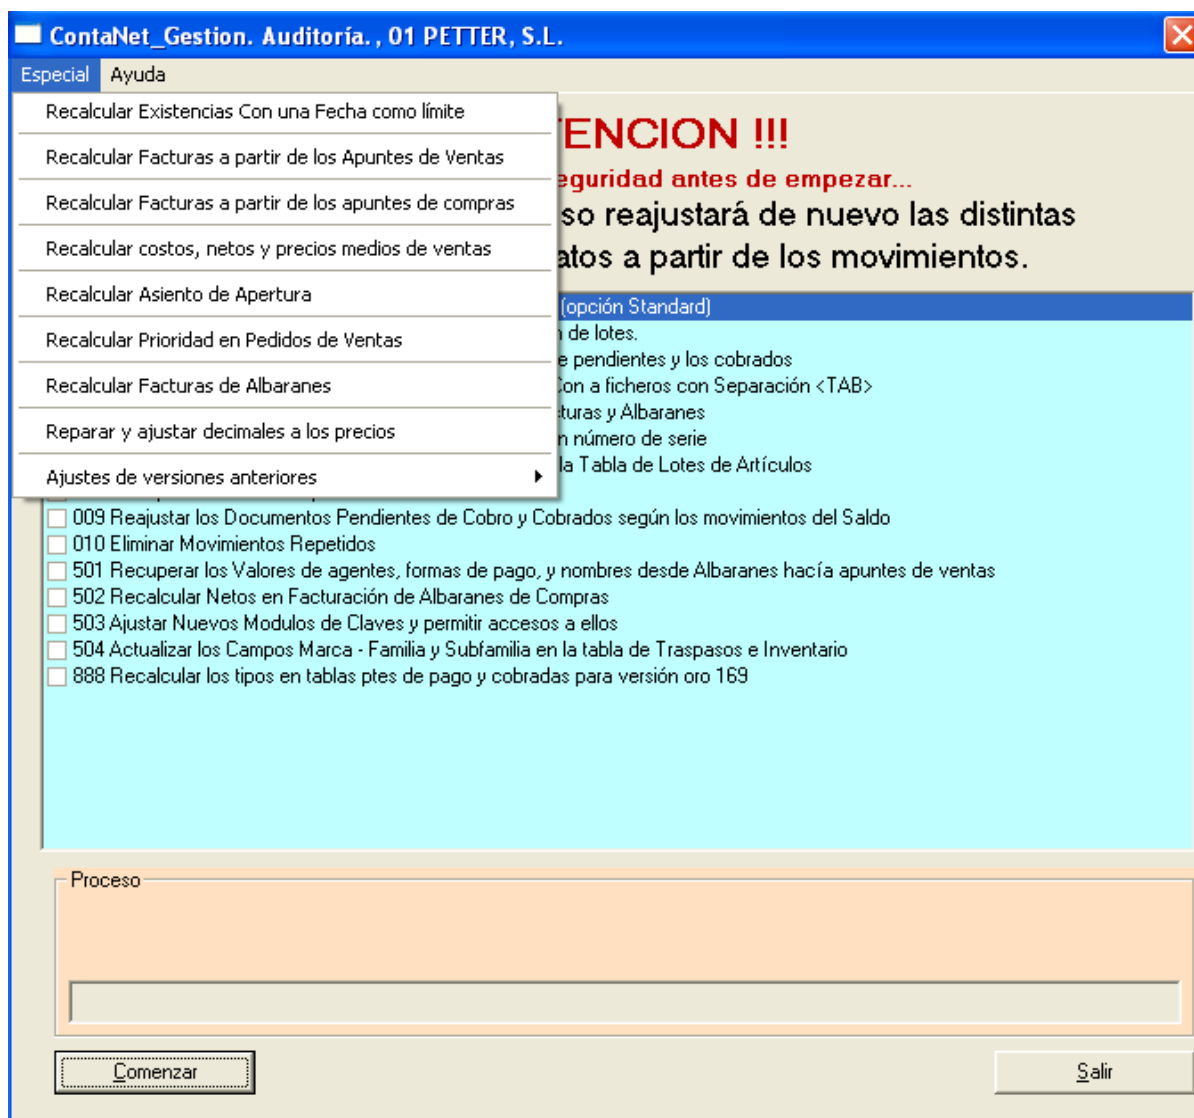 ContaNet_Gestion. Auditoría., 01 PETTER, S.L.
Especial Ayuda
Recalcular Existencias Con una Fecha como límite
Recalcular Facturas a partir de los Apuntes de Ventas
Recalcular Facturas a partir de los apuntes de compras
Recalcular costos, netos y precios medios de ventas
Recalcular Asiento de Apertura
Recalcular Prioridad en Pedidos de Ventas
Recalcular Facturas de Albaranes
Reparar y ajustar decimales a los precios
Ajustes de versiones anteriores
ENCION !!!
eguridad antes de empezar...
so reajustará de nuevo las distintas
atos a partir de los movimientos.
(opción Standard)
de lotes.
e pendientes y los cobrados
Con a ficheros con Separación <TAB>
turas y Albaranes
n número de serie
la Tabla de Lotes de Artículos
009 Reajustar los Documentos Pendientes de Cobro y Cobrados según los movimientos del Saldo
010 Eliminar Movimientos Repetidos
501 Recuperar los Valores de agentes, formas de pago, y nombres desde Albaranes hacía apuntes de ventas
502 Recalcular Netos en Facturación de Albaranes de Compras
503 Ajustar Nuevos Modulos de Claves y permitir accesos a ellos
504 Actualizar los Campos Marca - Familia y Subfamilia en la tabla de Traspasos e Inventario
888 Recalcular los tipos en tablas ptes de pago y cobradas para versión oro 169
Proceso
Comenzar
Salir